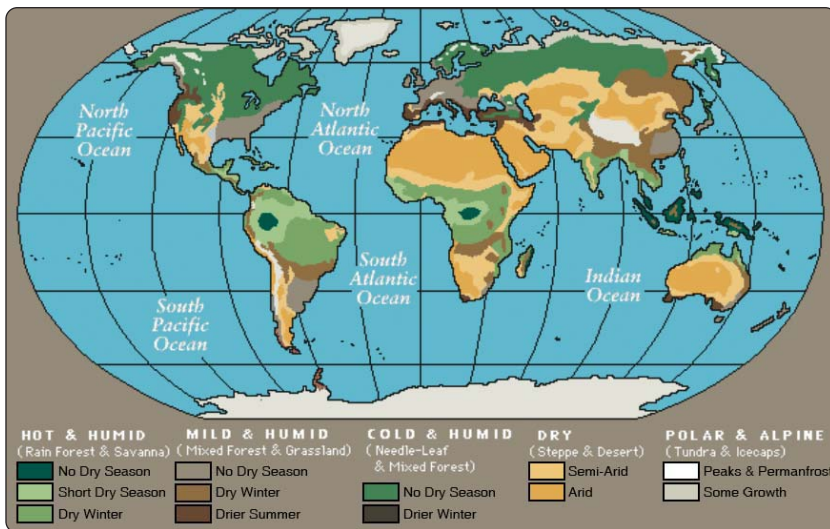 North
Pacific
Ocean
North
Atlantic
Ocean
South
Atlantic
Ocean
Indian
Ocean
South
Pacific
Ocean
HOT & HUMID
(Rain Forest & Savanna)
No Dry Season
Short Dry Season
Dry Winter
MILD & HUMID
(Mixed Forest & Grassland)
No Dry Season
Dry Winter
Drier Summer
COLD & HUMID
(Needle-Leaf
& Mixed Forest)
No Dry Season
Drier Winter
DRY
(Steppe & Desert)
Semi-Arid
Arid
POLAR & ALPINE
(Tundra & Icecaps)
Peaks & Permanfrost
Some Growth